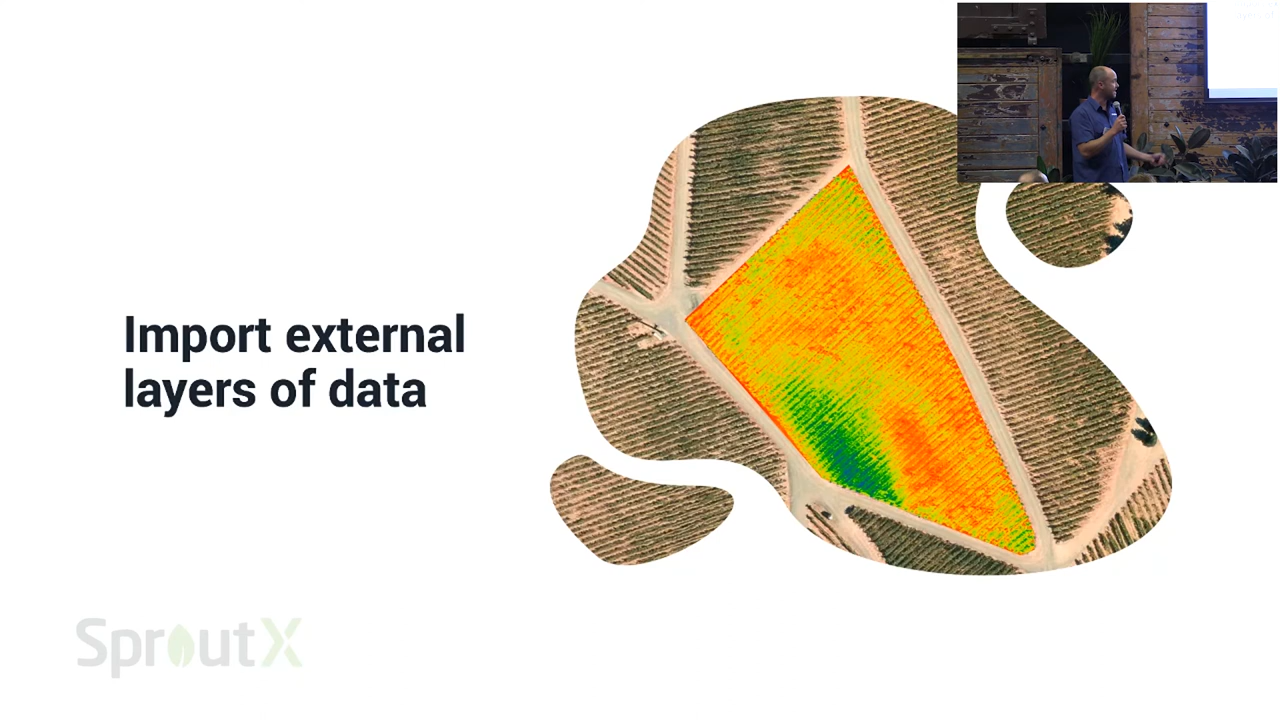 Import external
layers of data
SproutX